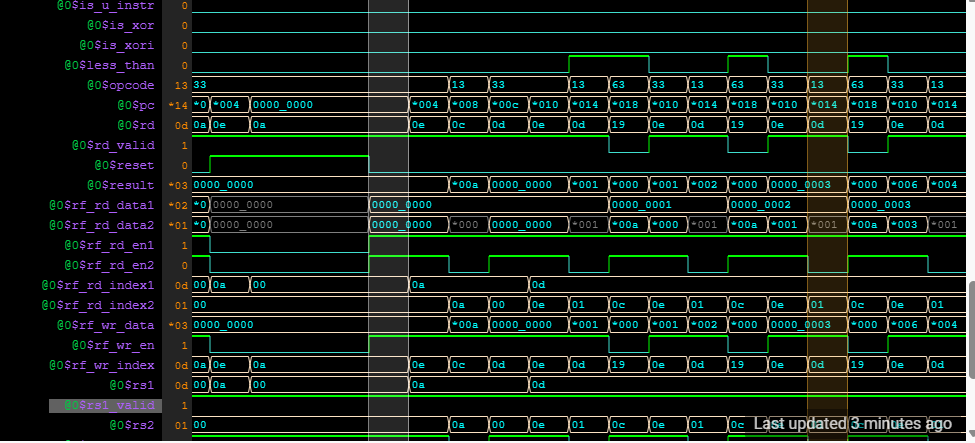 @0$is_u_instr 0
@0$is_xor 0
@0$is_xori 0
@0$less_than 0
@0$opcode 13 33 13 33 13 63 33 13 63 33 13 63 33 13
@0$pc *14 *0 *004 0000_0000 *004 *008 *00c *010 *014 *018 *010 *014 *018 *010 *014 *018 *010 *014
@0$rd 0d 0a 0e 0a 0e 0c 0d 0e 0d 19 0e 0d 19 0e 0d 19 0e 0d
@0$rd_valid 1
@0$reset 0
@0$result *03 0000_0000 *00a 0000_0000 *001 *000 *001 *002 *000 0000_0003 *000 *006 *004
@0$rf_rd_data1 *02 *0 0000_0000 0000_0000 0000_0001 0000_0002 0000_0003
@0$rf_rd_data2 *01 *0 0000_0000 0000_0000 *000 0000_0000 *001 *00a *000 *001 *00a *001 *001 *00a *003 *001
@0$rf_rd_en1 1
@0$rf_rd_en2 0
@0$rf_rd_index1 0d 00 0a 00 0a 0d
@0$rf_rd_index2 01 00 0a 00 0e 01 0c 0e 01 0c 0e 01 0c 0e 01
@0$rf_wr_data *03 0000_0000 *00a 0000_0000 *001 *000 *001 *002 *000 0000_0003 *000 *006 *004
@0$rf_wr_en 1
@0$rf_wr_index 0d 0a 0e 0a 0e 0c 0d 0e 0d 19 0e 0d 19 0e 0d 19 0e 0d
@0$rs1 0d 00 0a 00 0a 0d
@0$rs1_valid 1
@0$rs2 01 00 0a 00 0e 01 0c 0e 01 0c
Last updated 3 minutes ago